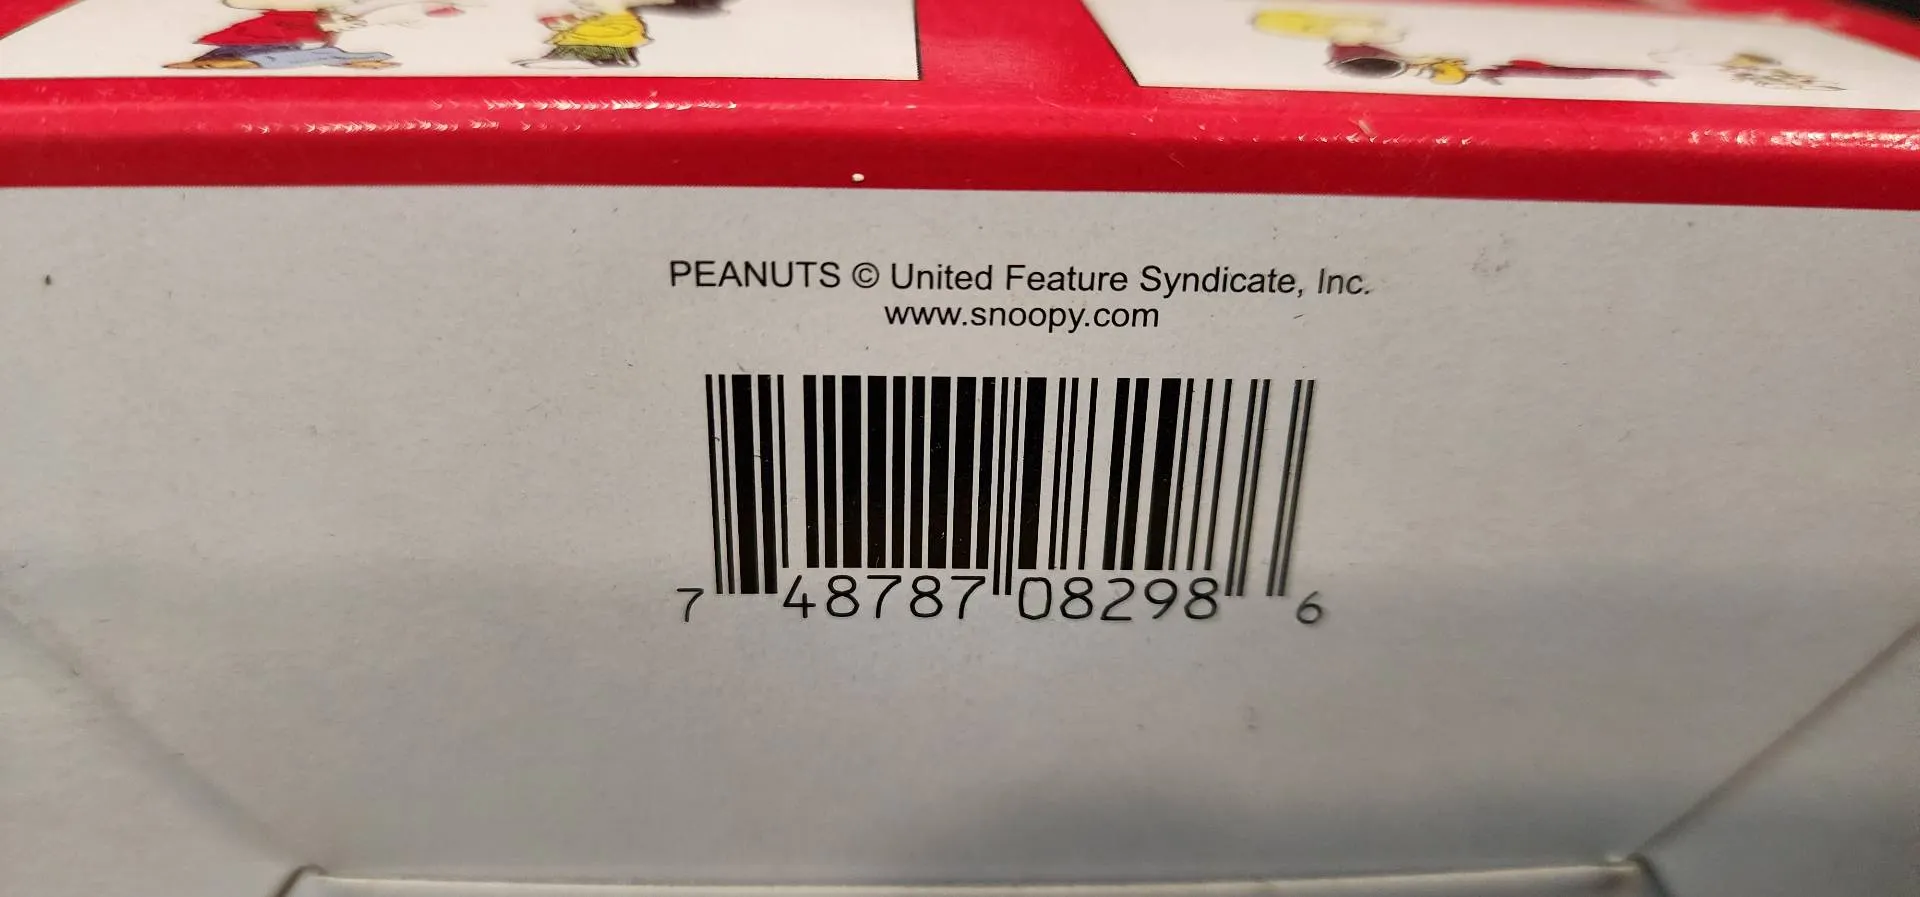 PEANUTS © United Feature Syndicate, Inc.
www.snoopy.com
7 48787 08298 6